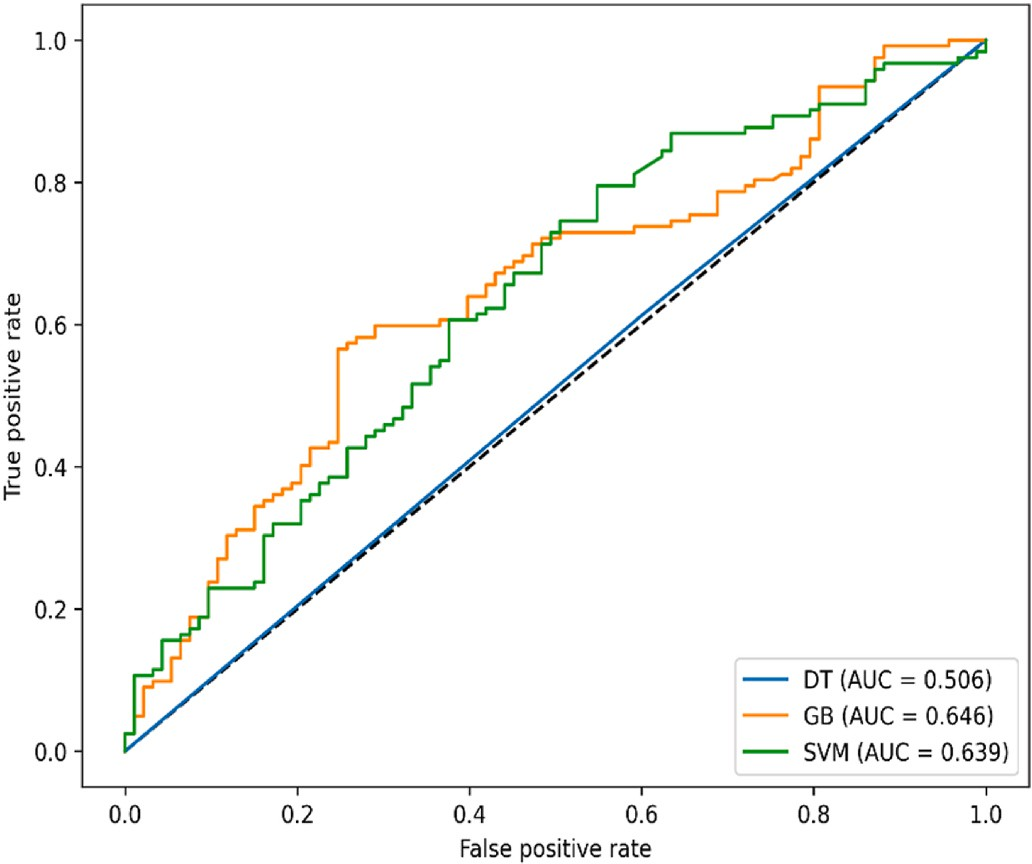 1.0
0.8
0.6
0.4
0.2
0.0
True positive rate
DT (AUC = 0.506)
GB (AUC = 0.646)
SVM (AUC = 0.639)
0.0 0.2 0.4 0.6 0.8 1.0
False positive rate